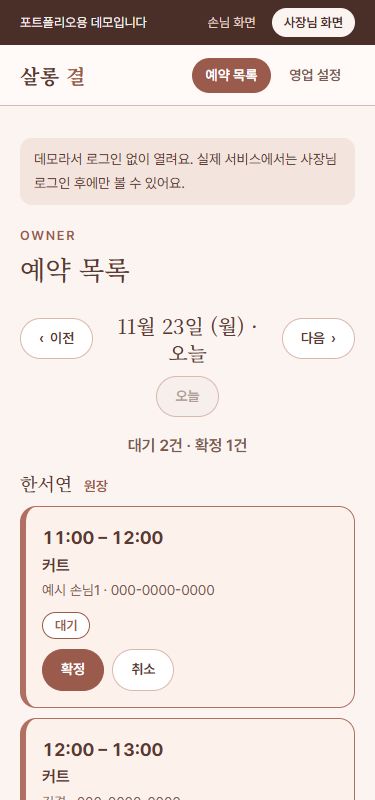 포트폴리오용 데모입니다 손님 화면 사장님 화면
살롱 결 예약 목록 영업 설정
데모라서 로그인 없이 열려요. 실제 서비스에서는 사장님
로그인 후에만 볼 수 있어요.
OWNER
예약 목록
‹ 이전 11월 23일 (월) · 다음 ›
오늘
오늘
대기 2건 · 확정 1건
한서연 원장
11:00 – 12:00
커트
예시 손님1 · 000-0000-0000
대기
확정 취소
12:00 – 13:00
커트